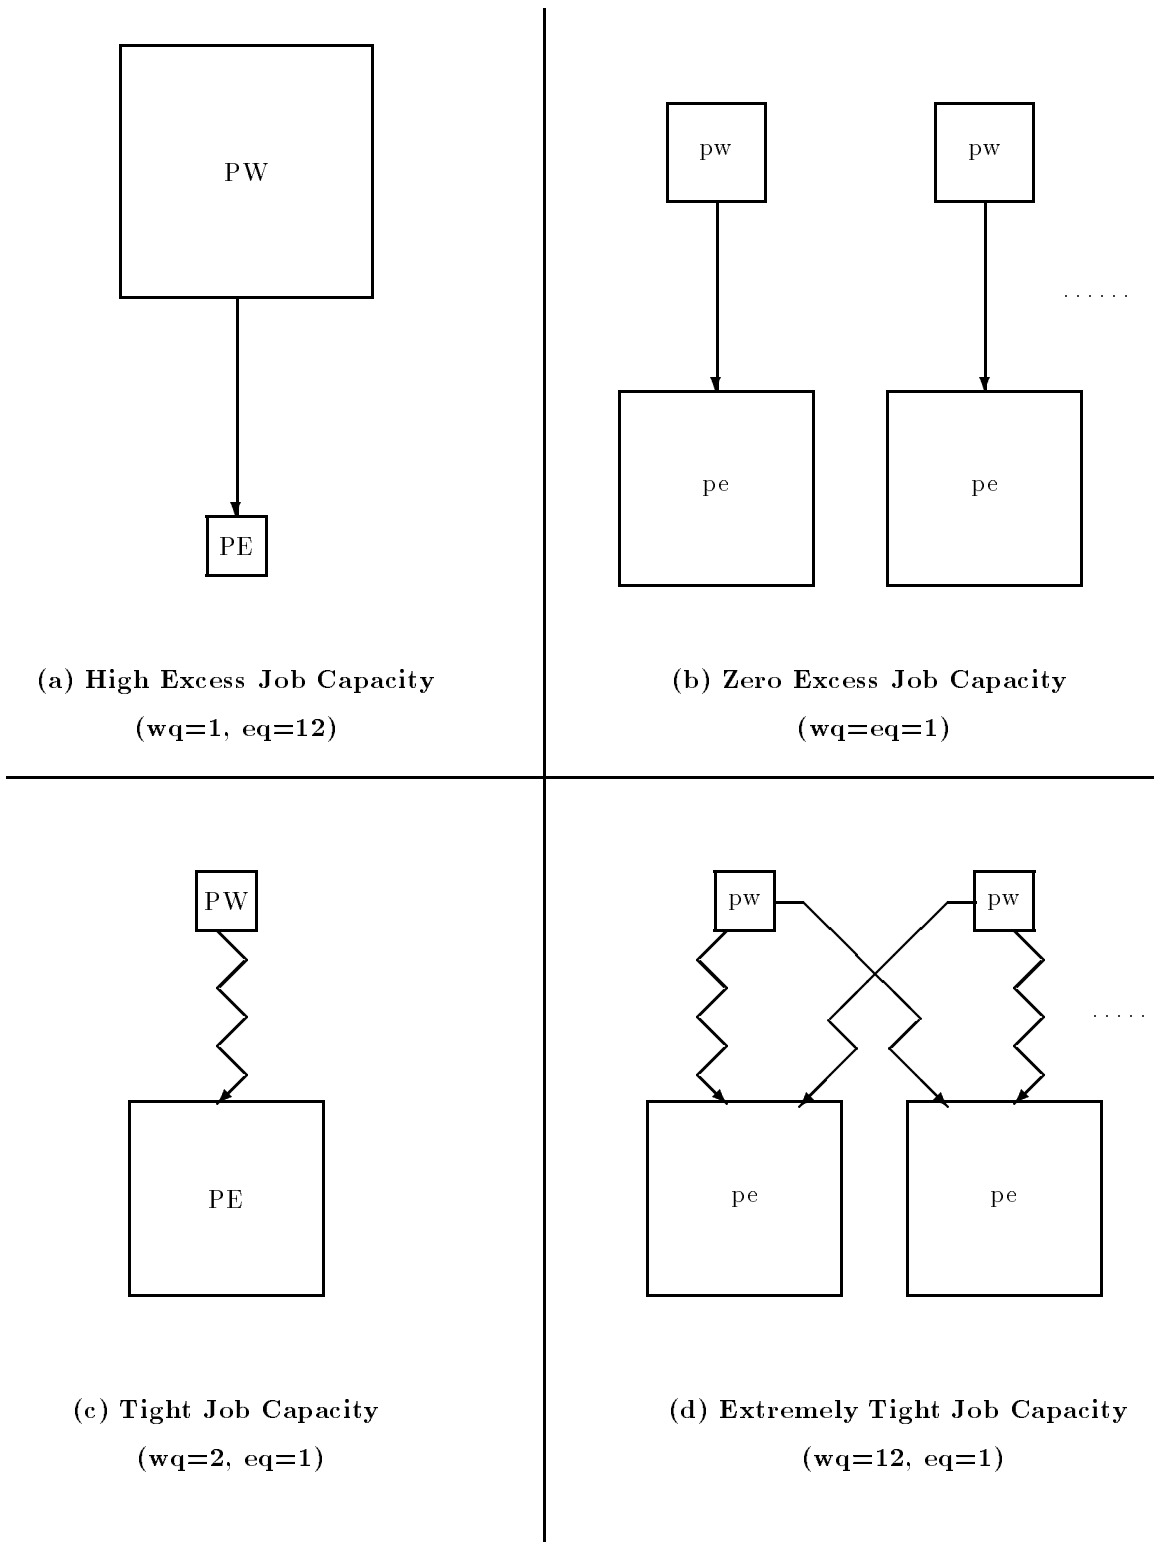 PW
PE
(a) High Excess Job Capacity
(wq=1, eq=12)
pw pw
. . . . . .
pe pe
(b) Zero Excess Job Capacity
(wq=eq=1)
PW
PE
(c) Tight Job Capacity
(wq=2, eq=1)
pw pw
. . . . .
pe pe
(d) Extremely Tight Job Capacity
(wq=12, eq=1)